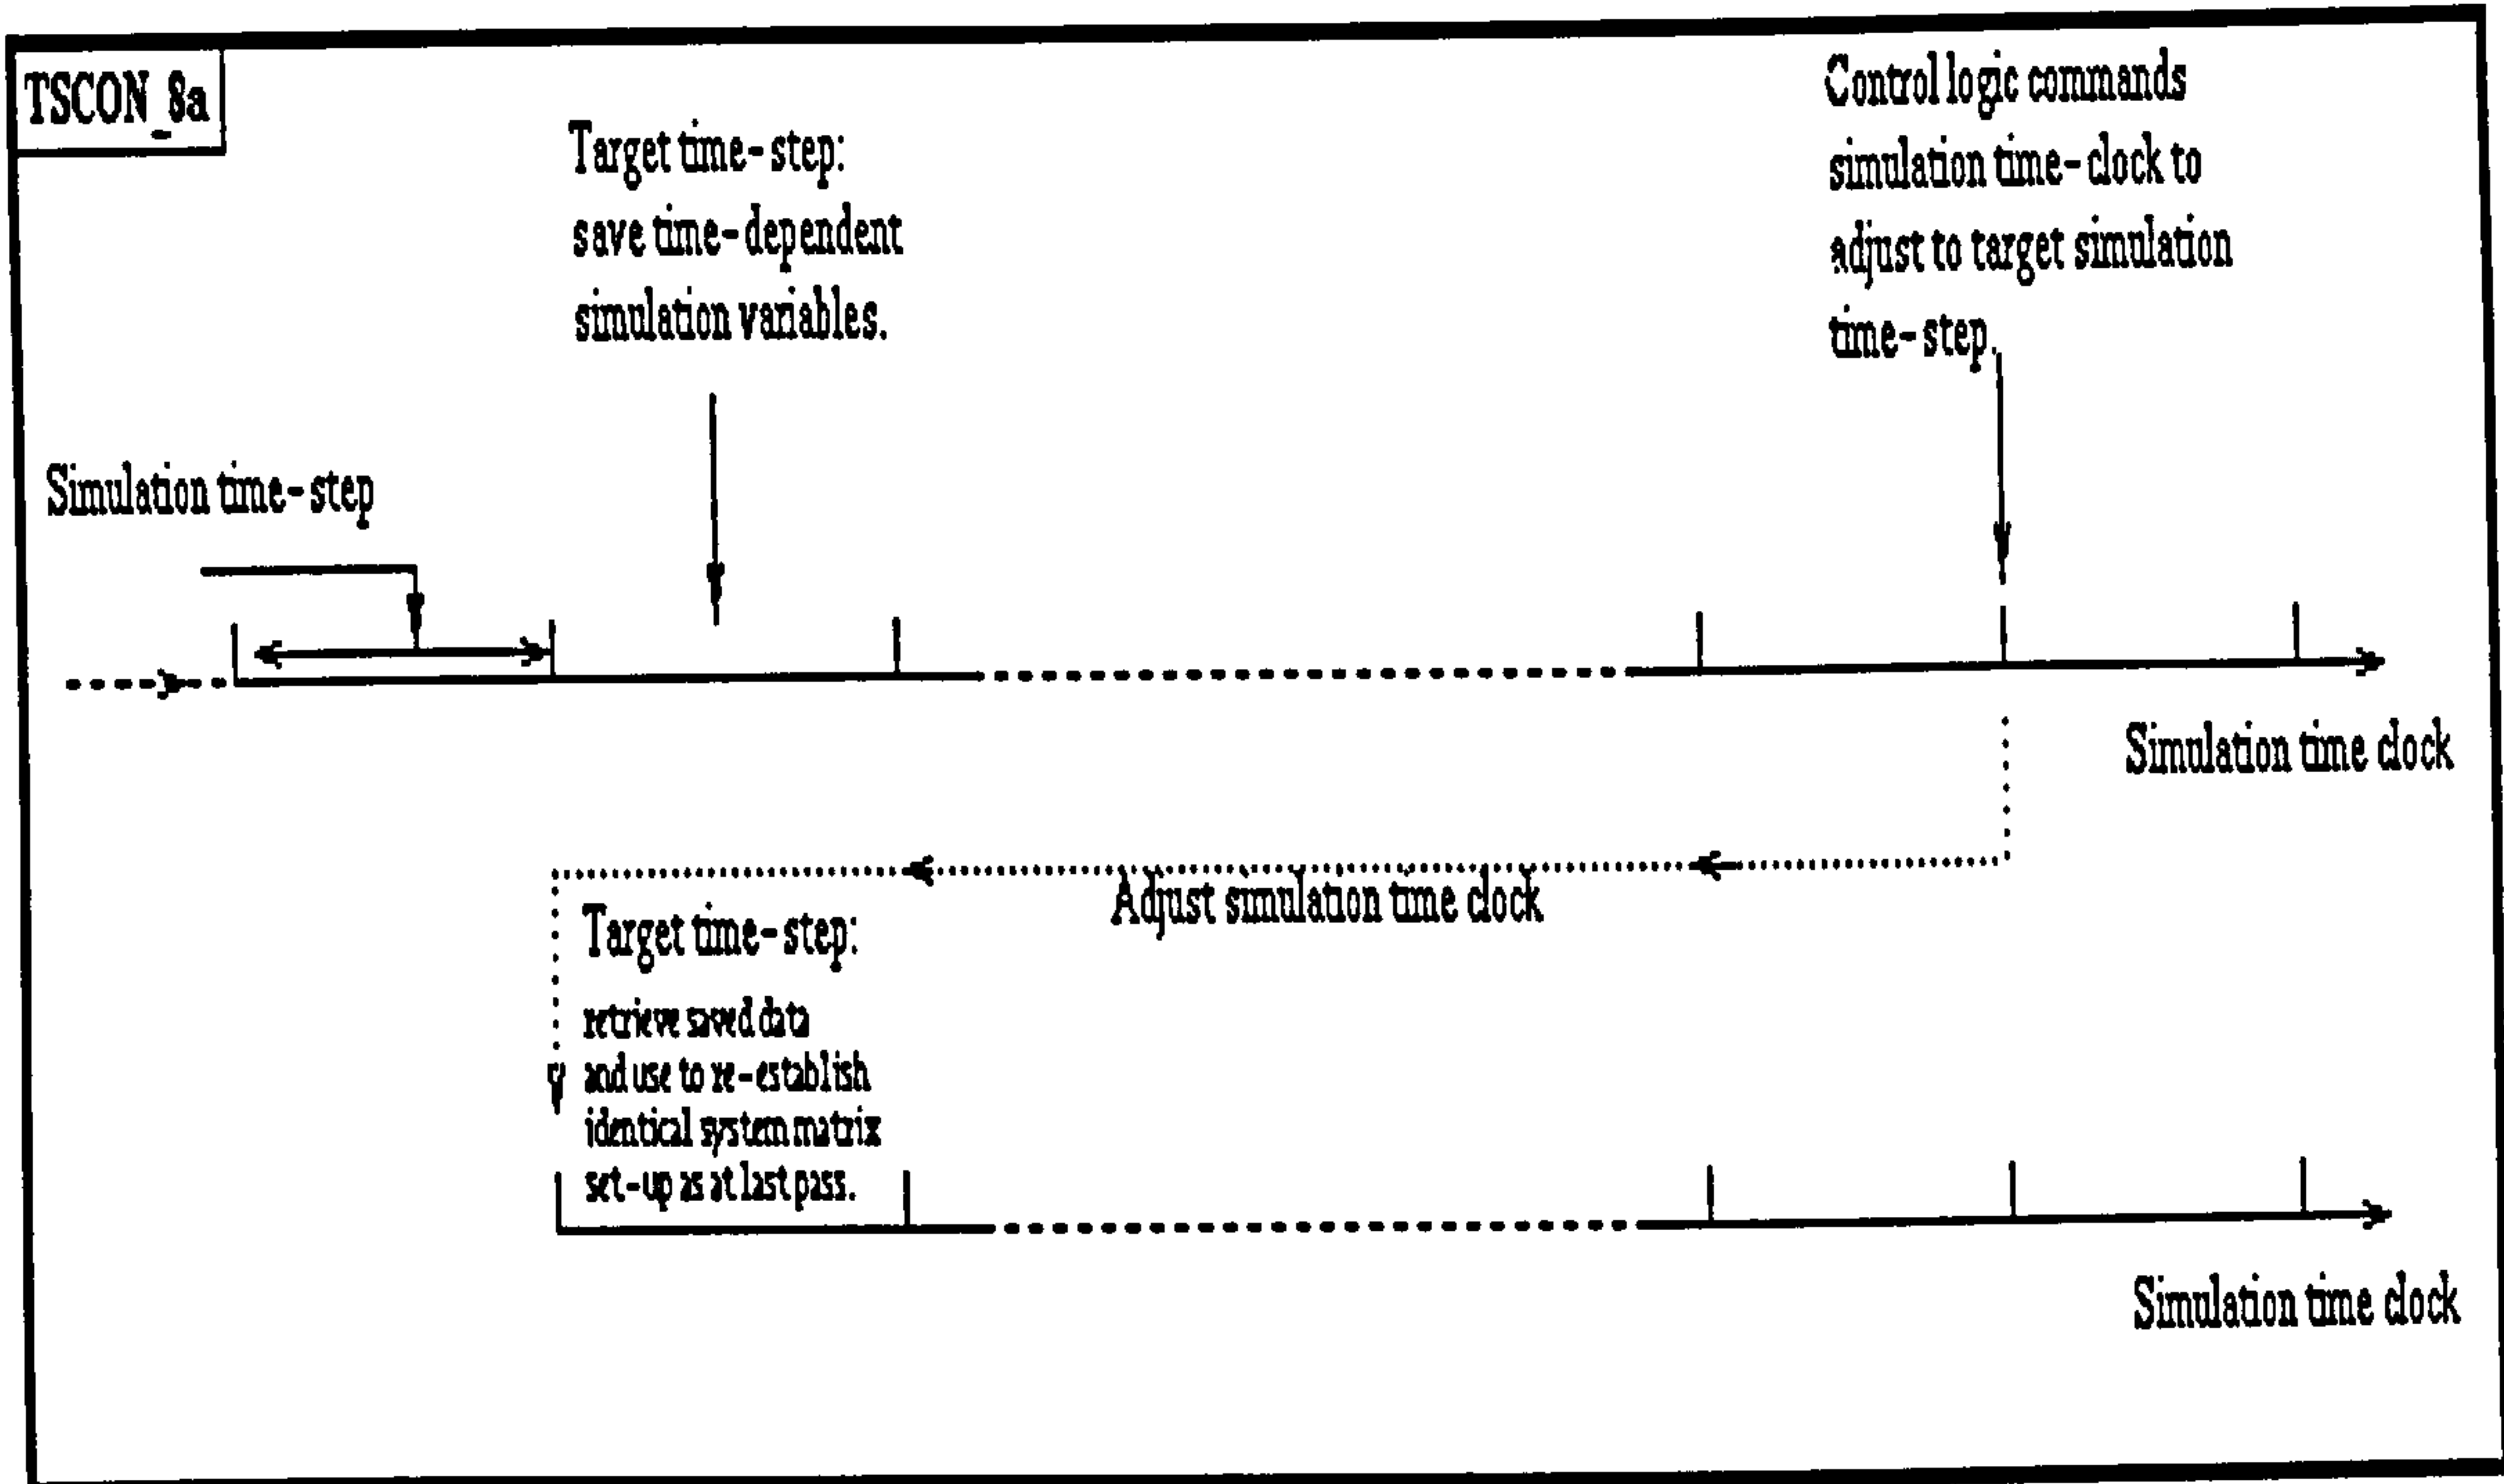 TSCON_8a
Control logic commands
simulation time-clock to
adjust to target simulation
time-step.
Target time-step:
save time-dependent
simulation variables.
Simulation time-step
Simulation time clock
Adjust simulation time clock
Target time-step:
retrieve saved data
and use to re-establish
identical system matrix
set-up as at last pass.
Simulation time clock